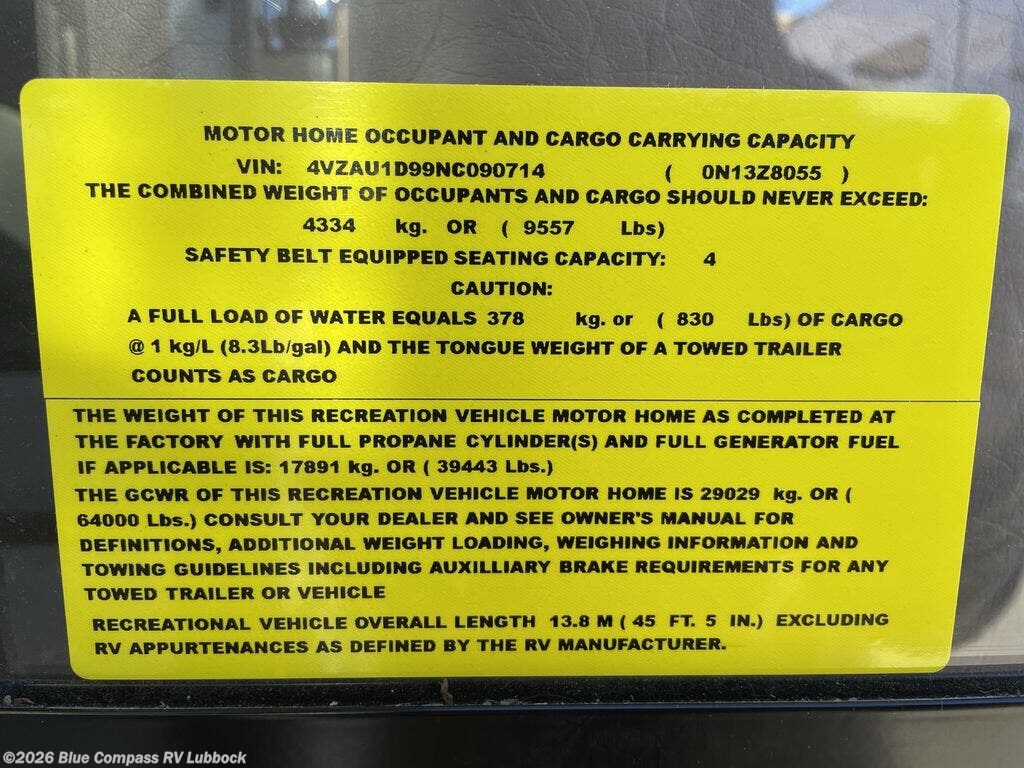 MOTOR HOME OCCUPANT AND CARGO CARRYING CAPACITY
VIN: 4VZAU1D99NC090714 ( 0N13Z8055 )
THE COMBINED WEIGHT OF OCCUPANTS AND CARGO SHOULD NEVER EXCEED:
4334 kg. OR ( 9557 Lbs)
SAFETY BELT EQUIPPED SEATING CAPACITY: 4
CAUTION:
A FULL LOAD OF WATER EQUALS 378 kg. or ( 830 Lbs) OF CARGO
@ 1 kg/L (8.3Lb/gal) AND THE TONGUE WEIGHT OF A TOWED TRAILER
COUNTS AS CARGO
THE WEIGHT OF THIS RECREATION VEHICLE MOTOR HOME AS COMPLETED AT
THE FACTORY WITH FULL PROPANE CYLINDER(S) AND FULL GENERATOR FUEL
IF APPLICABLE IS: 17891 kg. OR ( 39443 Lbs.)
THE GCWR OF THIS RECREATION VEHICLE MOTOR HOME IS 29029 kg. OR (
64000 Lbs.) CONSULT YOUR DEALER AND SEE OWNER'S MANUAL FOR
DEFINITIONS, ADDITIONAL WEIGHT LOADING, WEIGHING INFORMATION AND
TOWING GUIDELINES INCLUDING AUXILLIARY BRAKE REQUIREMENTS FOR ANY
TOWED TRAILER OR VEHICLE
RECREATIONAL VEHICLE OVERALL LENGTH 13.8 M ( 45 FT. 5 IN.) EXCLUDING
RV APPURTENANCES AS DEFINED BY THE RV MANUFACTURER.
©2026 Blue Compass RV Lubbock